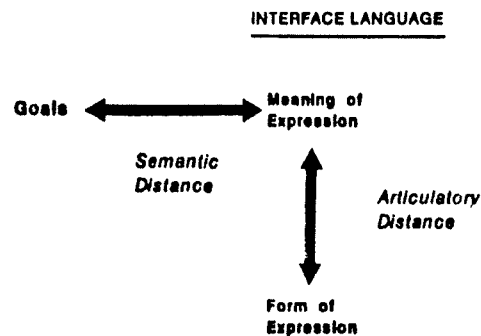 INTERFACE LANGUAGE
Goals
Meaning of
Expression
Semantic
Distance
Articulatory
Distance
Form of
Expression